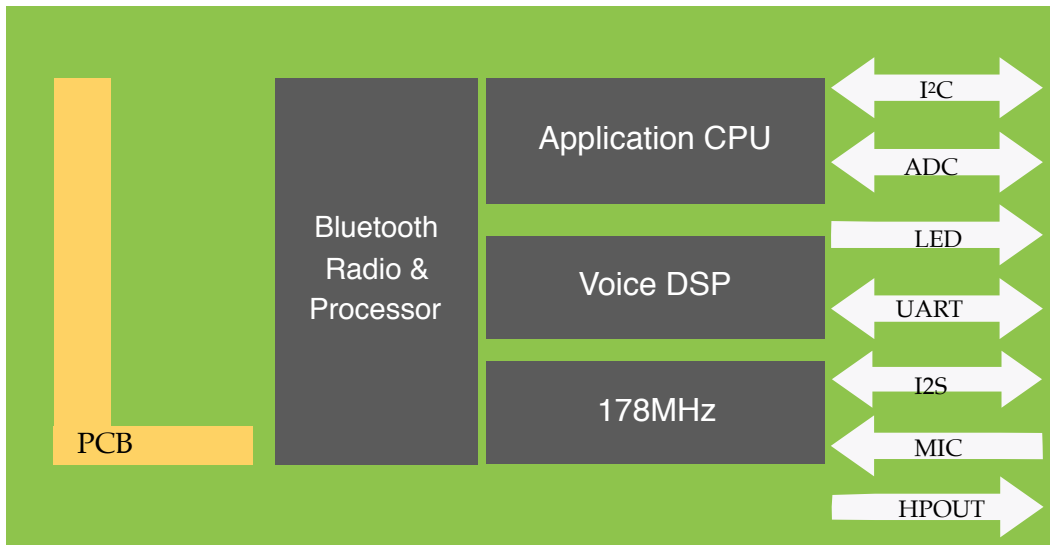 PCB
Bluetooth
Radio &
Processor
Application CPU
Voice DSP
178MHz
I²C
ADC
LED
UART
I2S
MIC
HPOUT